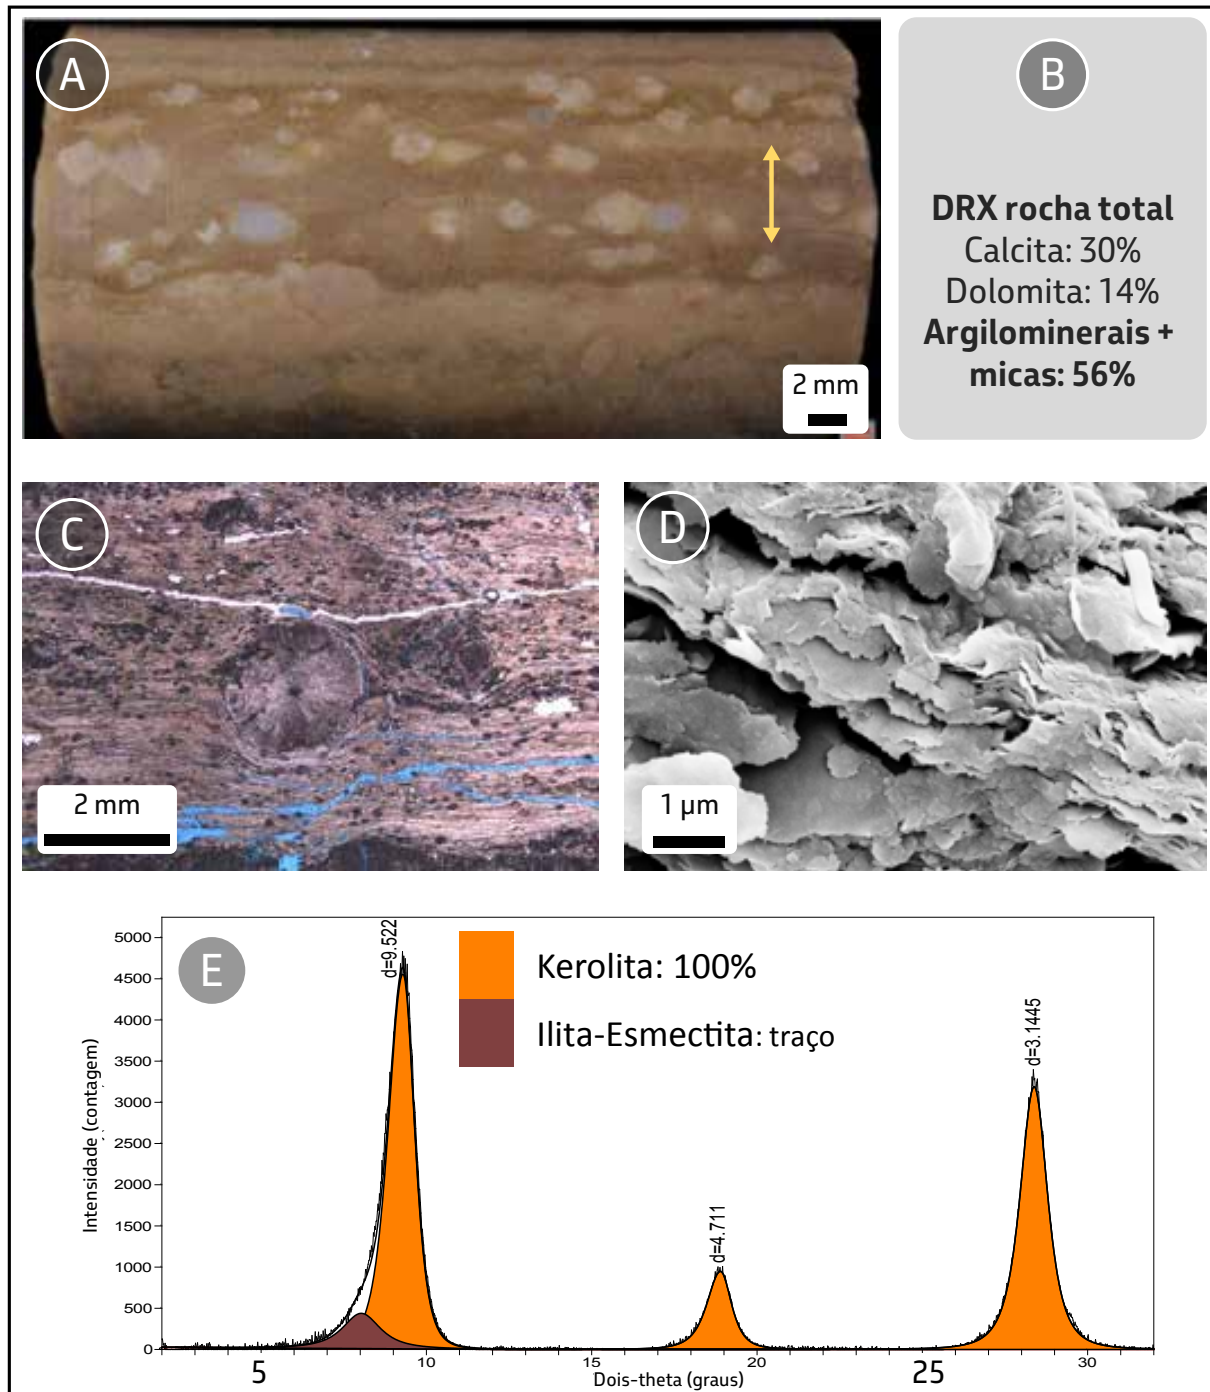 A
2 mm
B
DRX rocha total
Calcita: 30%
Dolomita: 14%
Argilominerais +
micas: 56%
C
2 mm
D
1 µm
E
Kerolita: 100%
Ilita-Esmectita: traço
d=9.522
d=4.711
d=3.1445
Intensidade (contagem)
5000
4500
4000
3500
3000
2500
2000
1500
1000
500
0
5
10
15
20
25
30
Dois-theta (graus)